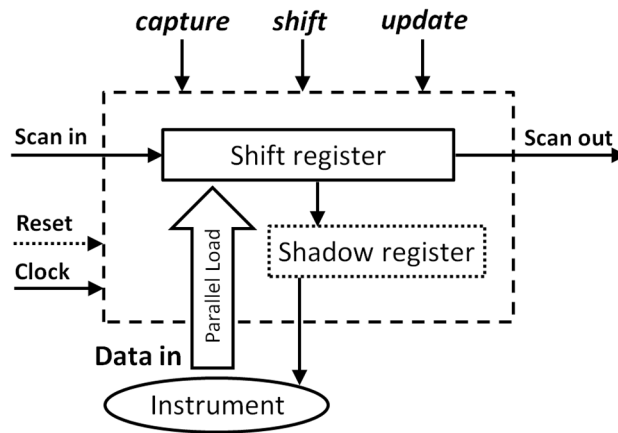 capture shift update
Scan in
Shift register
Scan out
Reset
Shadow register
Clock
Parallel Load
Data in
Instrument